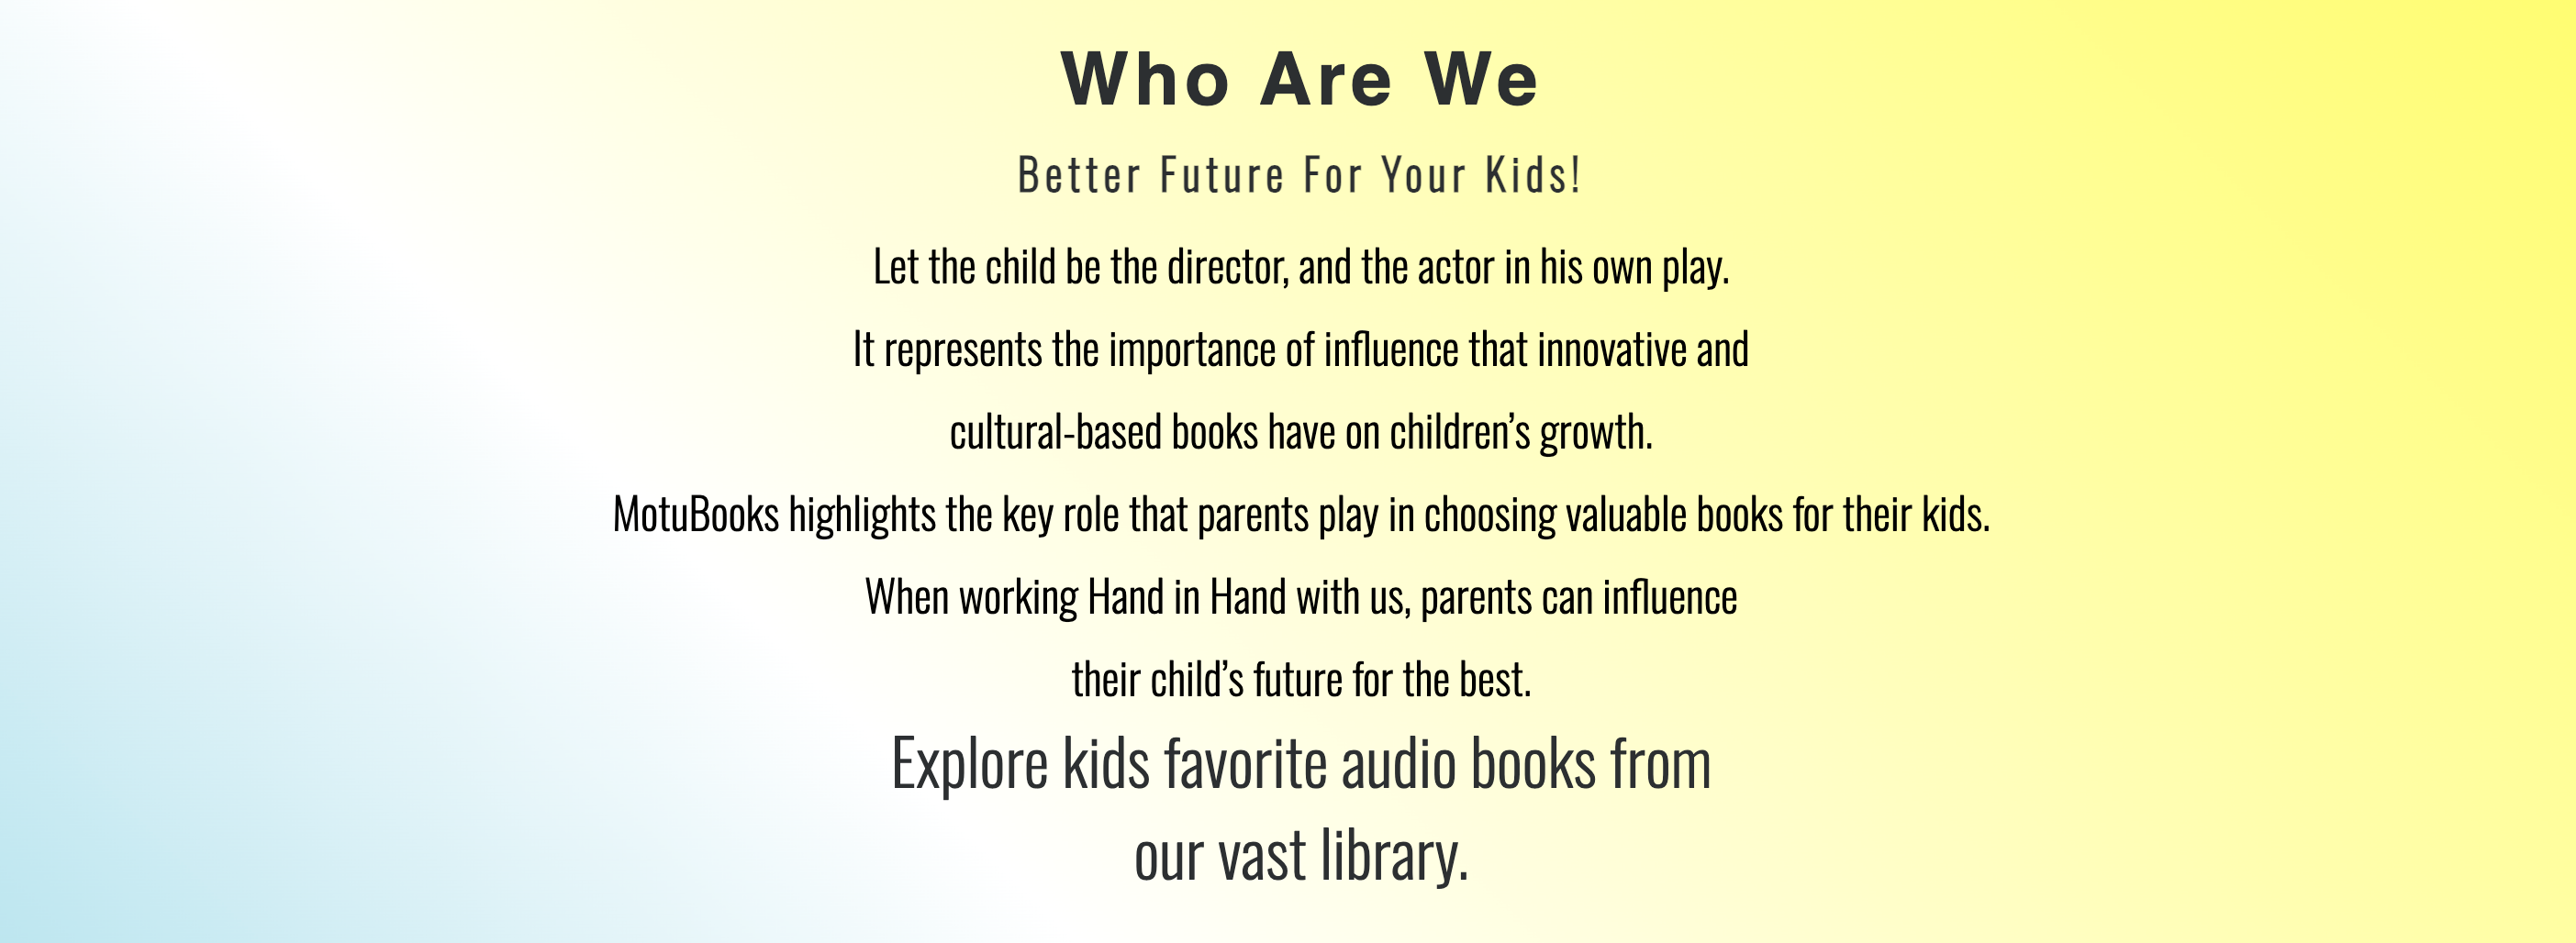 Who Are We
Better Future For Your Kids!
Let the child be the director, and the actor in his own play.
It represents the importance of influence that innovative and
cultural-based books have on children’s growth.
MotuBooks highlights the key role that parents play in choosing valuable books for their kids.
When working Hand in Hand with us, parents can influence
their child’s future for the best.
Explore kids favorite audio books from
our vast library.